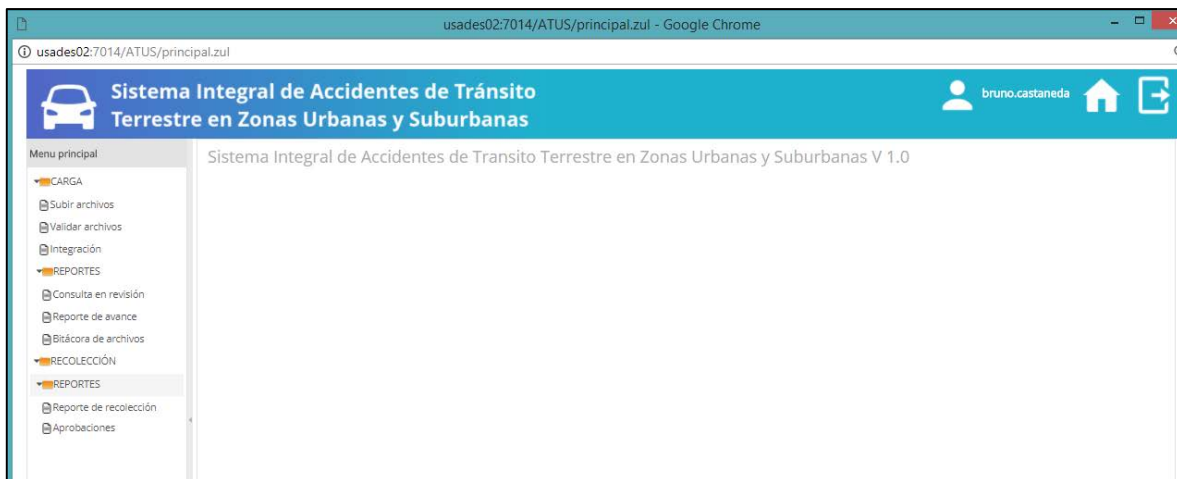 usades02:7014/ATUS/principal.zul - Google Chrome
usades02:7014/ATUS/principal.zul
Sistema Integral de Accidentes de Tránsito
Terrestre en Zonas Urbanas y Suburbanas
bruno.castaneda
Menu principal
Sistema Integral de Accidentes de Transito Terrestre en Zonas Urbanas y Suburbanas V 1.0
CARGA
Subir archivos
Validar archivos
Integración
REPORTES
Consulta en revisión
Reporte de avance
Bitácora de archivos
RECOLECCIÓN
REPORTES
Reporte de recolección
Aprobaciones